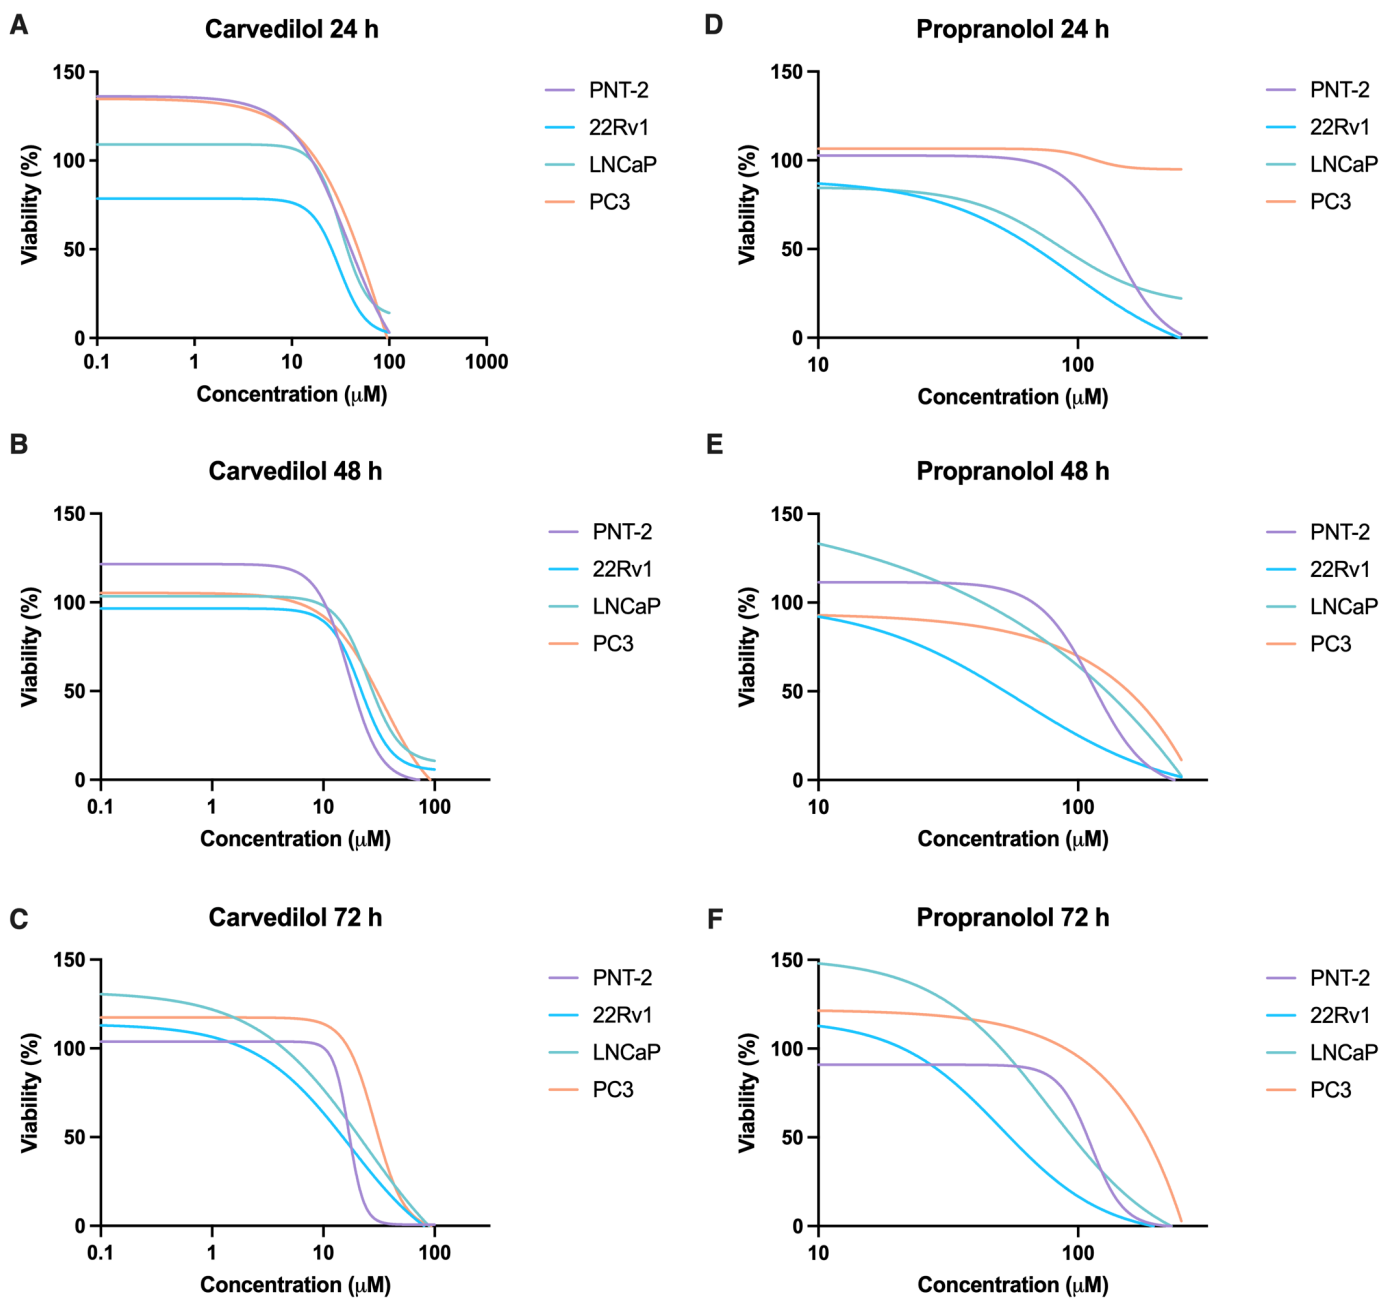 A
Carvedilol 24 h
150
100
50
0
Viability (%)
0.1 1 10 100 1000
Concentration (μM)
PNT-2
22Rv1
LNCaP
PC3
D
Propranolol 24 h
150
100
50
0
Viability (%)
10 100
Concentration (μM)
PNT-2
22Rv1
LNCaP
PC3
B
Carvedilol 48 h
150
100
50
0
Viability (%)
0.1 1 10 100
Concentration (μM)
PNT-2
22Rv1
LNCaP
PC3
E
Propranolol 48 h
150
100
50
0
Viability (%)
10 100
Concentration (μM)
PNT-2
22Rv1
LNCaP
PC3
C
Carvedilol 72 h
150
100
50
0
Viability (%)
0.1 1 10 100
Concentration (μM)
PNT-2
22Rv1
LNCaP
PC3
F
Propranolol 72 h
150
100
50
0
Viability (%)
10 100
Concentration (μM)
PNT-2
22Rv1
LNCaP
PC3